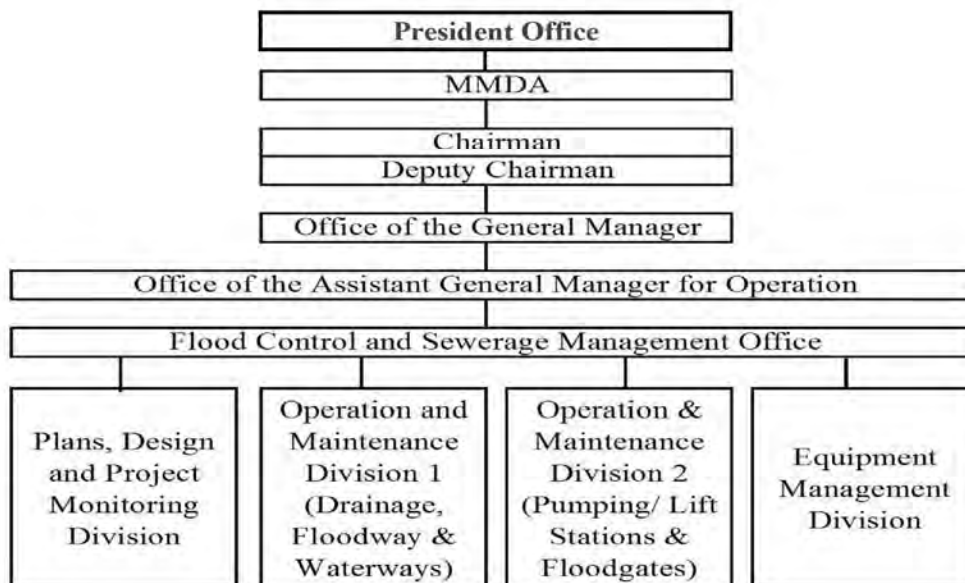 President Office
MMDA
Chairman
Deputy Chairman
Office of the General Manager
Office of the Assistant General Manager for Operation
Flood Control and Sewerage Management Office
Plans, Design
and Project
Monitoring
Division
Operation and
Maintenance
Division 1
(Drainage,
Floodway &
Waterways)
Operation &
Maintenance
Division 2
(Pumping/ Lift
Stations &
Floodgates)
Equipment
Management
Division